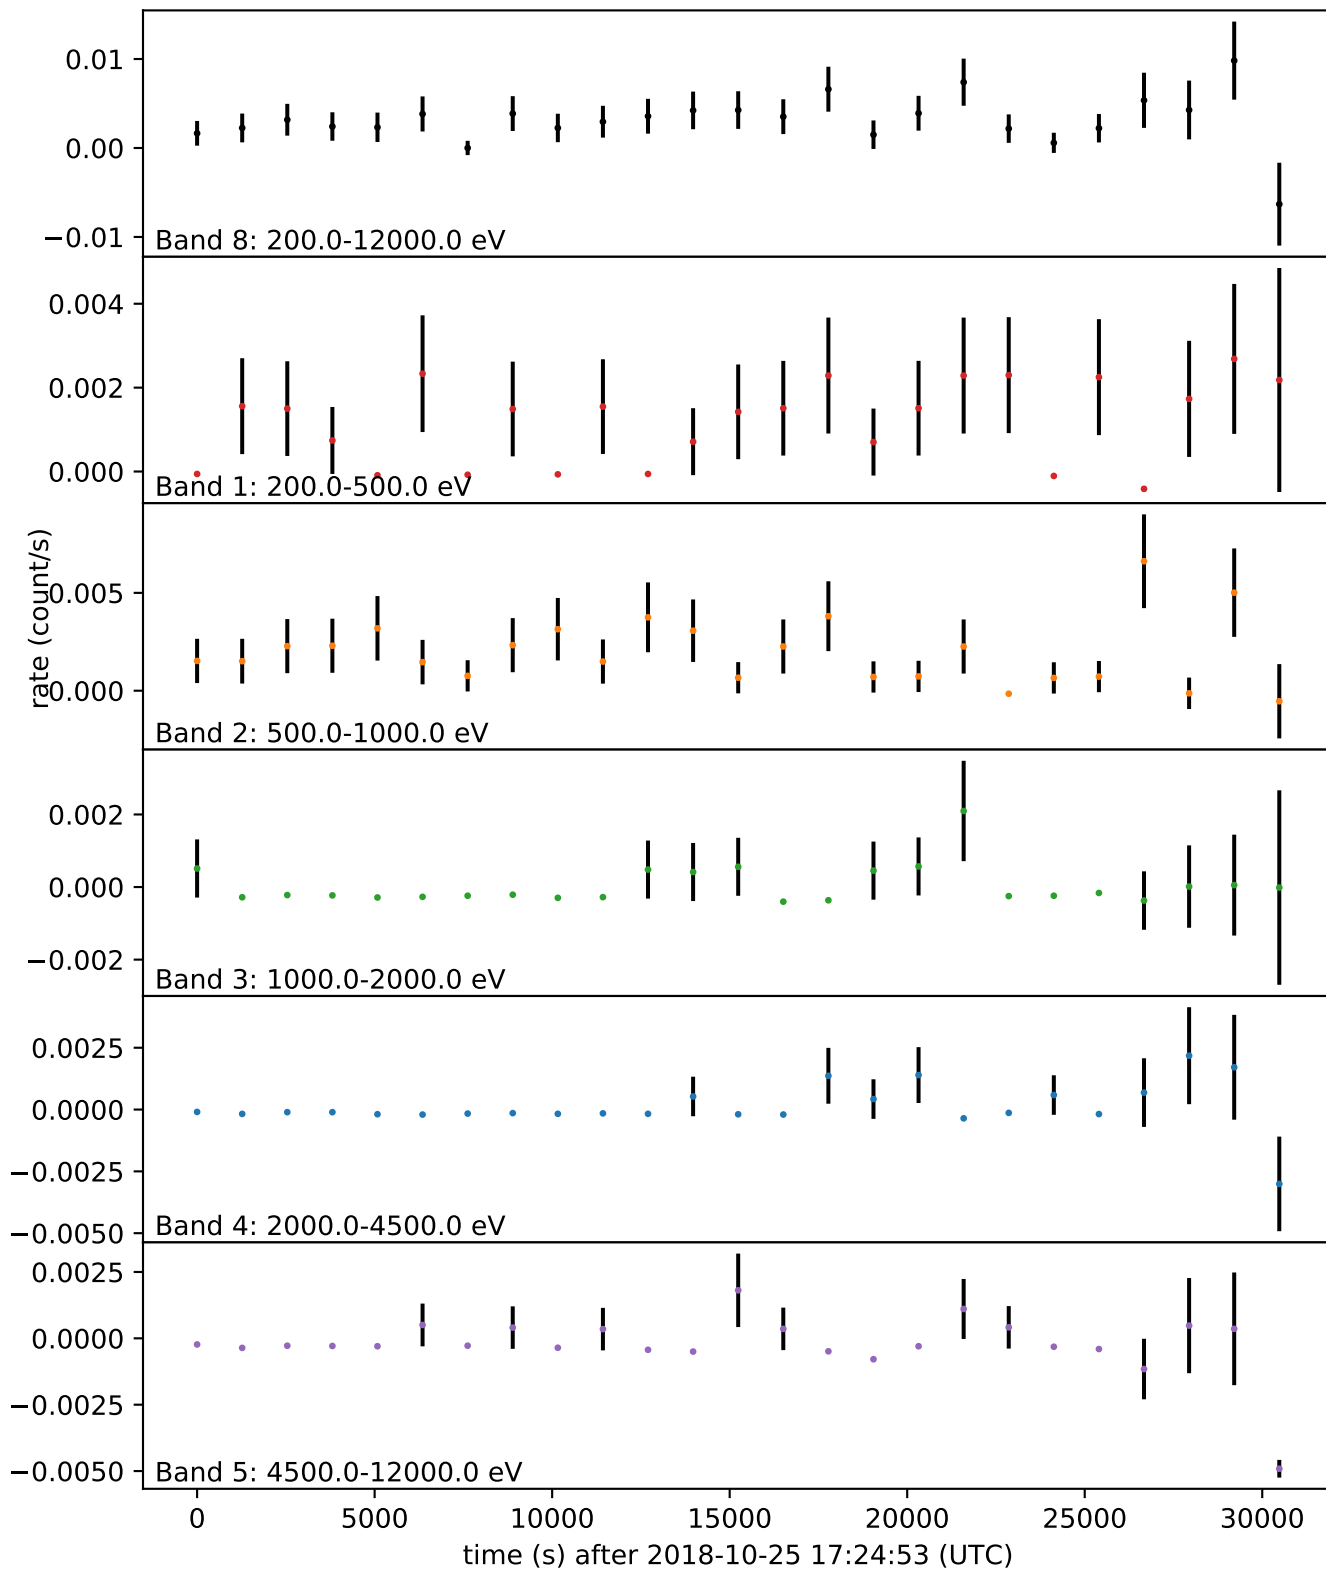 0.01
0.00
−0.01
Band 8: 200.0-12000.0 eV
0.004
0.002
0.000
Band 1: 200.0-500.0 eV
rate (count/s)
0.005
0.000
Band 2: 500.0-1000.0 eV
0.002
0.000
−0.002
Band 3: 1000.0-2000.0 eV
0.0025
0.0000
−0.0025
−0.0050
Band 4: 2000.0-4500.0 eV
0.0025
0.0000
−0.0025
−0.0050
Band 5: 4500.0-12000.0 eV
0 5000 10000 15000 20000 25000 30000
time (s) after 2018-10-25 17:24:53 (UTC)